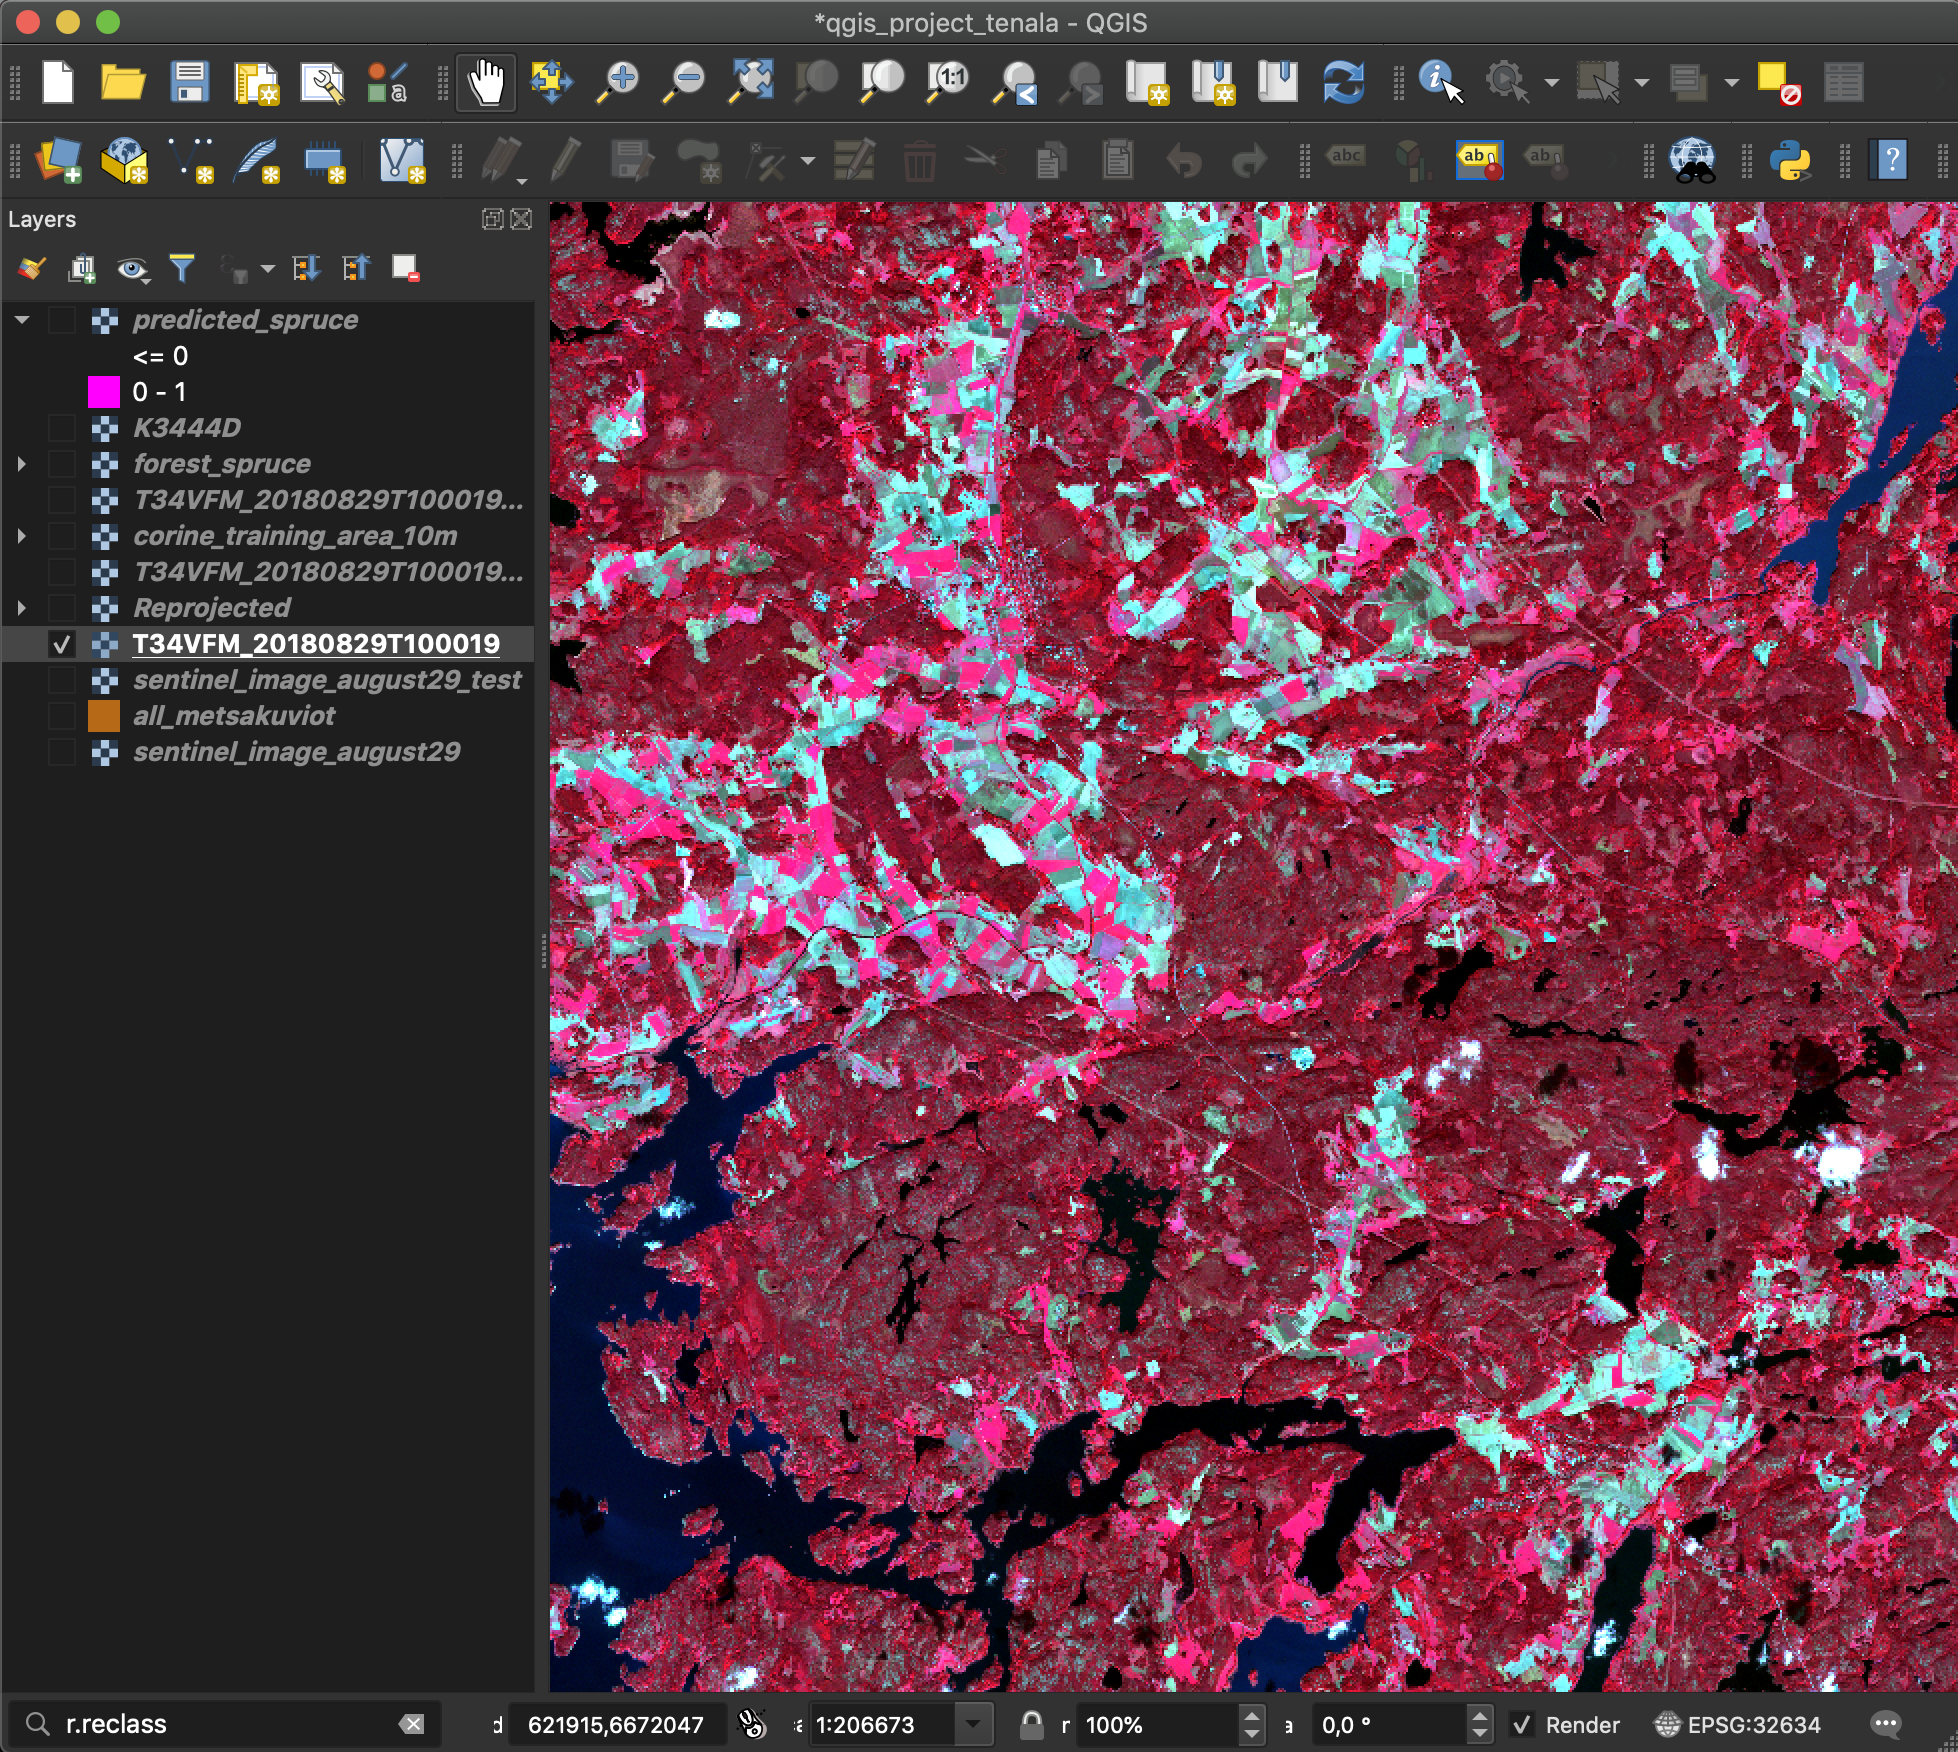 *qgis_project_tenala - QGIS
1:1
a
abc
ab
ab
?
Layers
predicted_spruce
<= 0
0 - 1
K3444D
forest_spruce
T34VFM_20180829T100019...
corine_training_area_10m
T34VFM_20180829T100019...
Reprojected
T34VFM_20180829T100019
sentinel_image_august29_test
all_metsakuviot
sentinel_image_august29
r.reclass
d 621915,6672047 1:206673 r 100% a 0,0 ° Render EPSG:32634